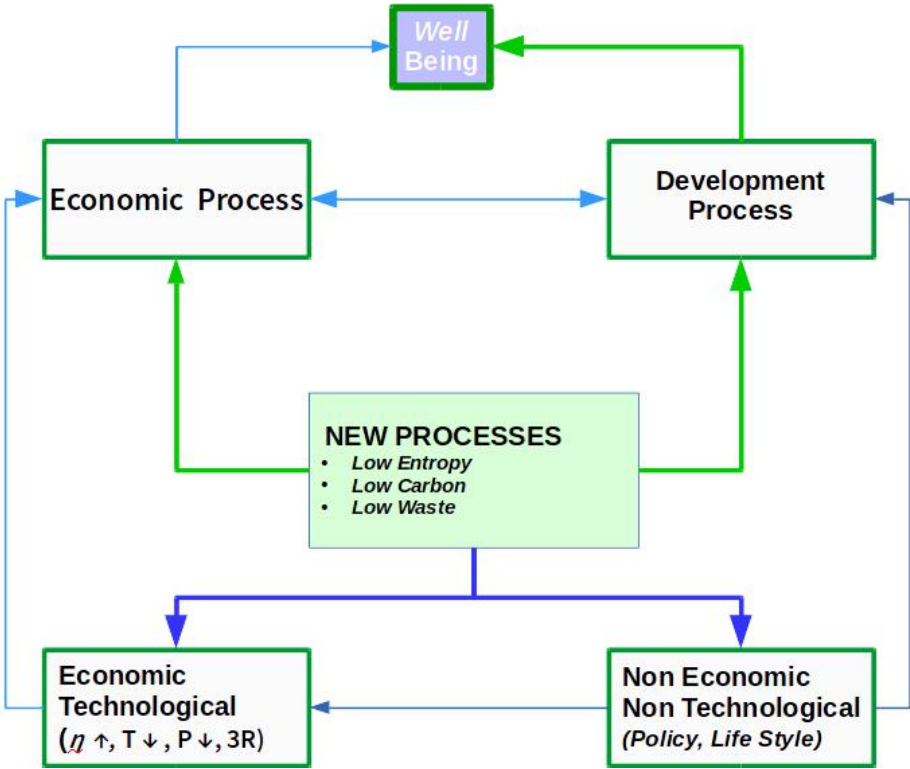 Well
Being
Economic Process
Development
Process
NEW PROCESSES
• Low Entropy
• Low Carbon
• Low Waste
Economic
Technological
(η ↑, T ↓, P ↓, 3R)
Non Economic
Non Technological
(Policy, Life Style)